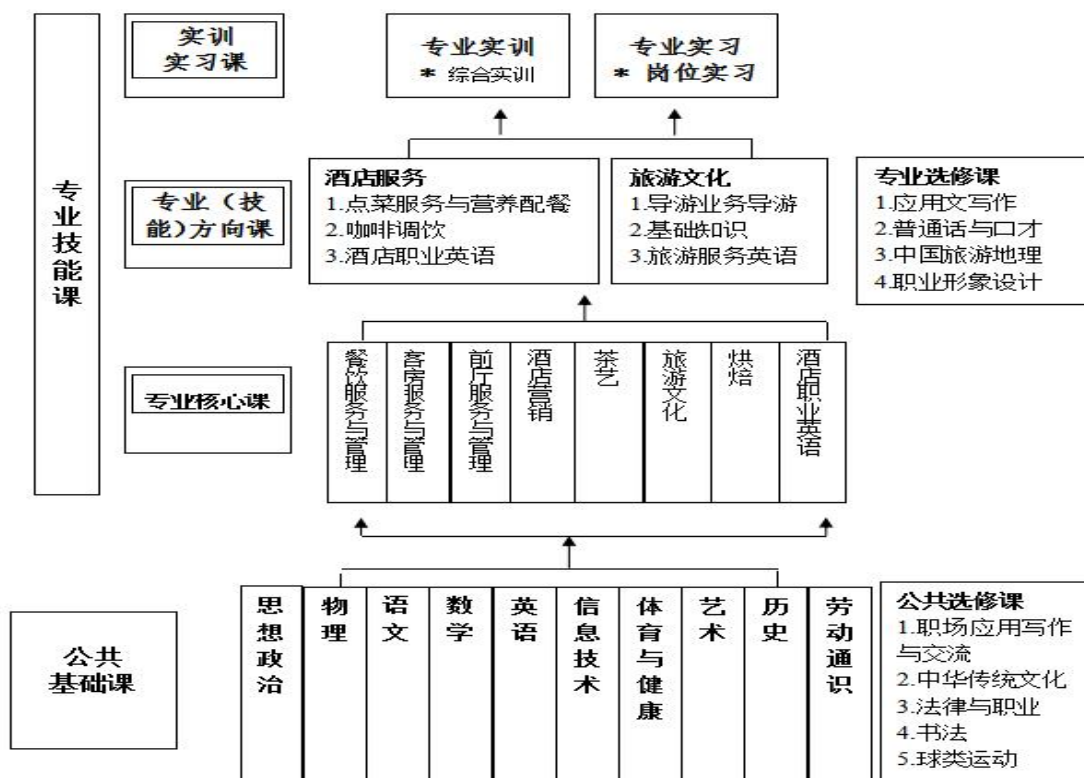 实训
实习课
专业实训
* 综合实训
专业实习
* 岗位实习
专业技能课
专业（技
能）方向课
酒店服务
1.点菜服务与营养配餐
2.咖啡调饮
3.酒店职业英语
旅游文化
1.导游业务导游
2.基础知识
3.旅游服务英语
专业选修课
1.应用文写作
2.普通话与口才
3.中国旅游地理
4.职业形象设计
专业核心课
餐饮服务与管理
客房服务与管理
前厅服务与管理
酒店营销
茶艺
旅游文化
烘焙
酒店职业英语
公共
基础课
思想政治
物理
语文
数学
英语
信息技术
体育与健康
艺术
历史
劳动通识
公共选修课
1.职场应用写作
与交流
2.中华传统文化
3.法律与职业
4.书法
5.球类运动